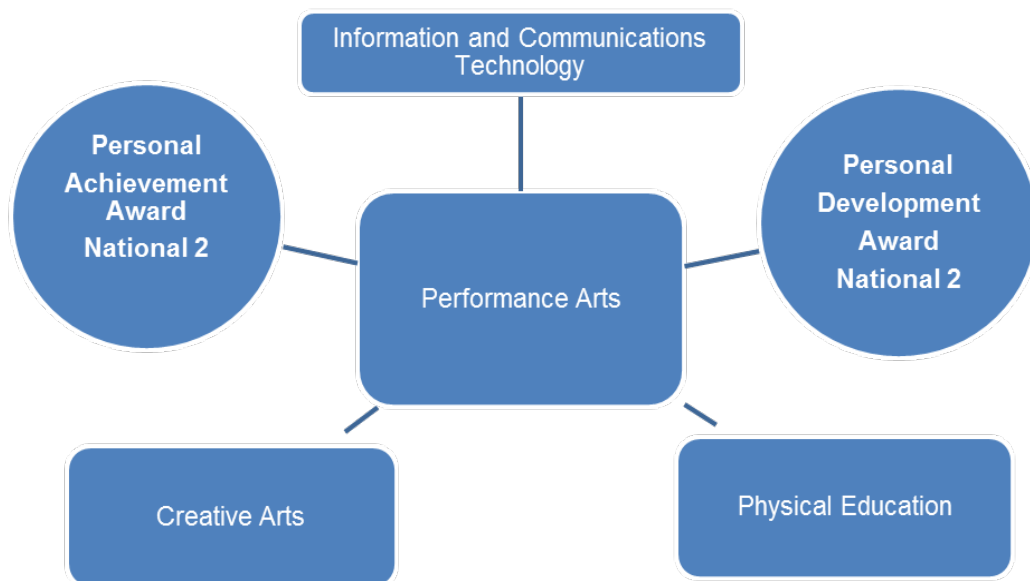 Information and Communications
Technology
Personal
Achievement
Award
National 2
Personal
Development
Award
National 2
Performance Arts
Creative Arts
Physical Education